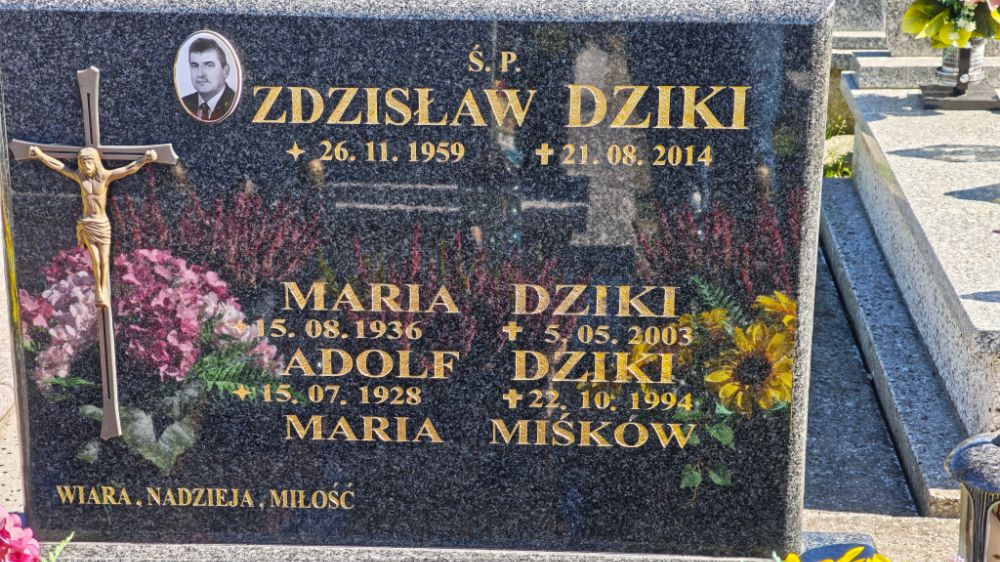 Ś. P.
ZDZISŁAW DZIKI
26. 11. 1959 21. 08. 2014
MARIA DZIKI
15. 08. 1936 5. 05. 2003
ADOLF DZIKI
15. 07. 1928 22. 10. 1994
MARIA MIŚKÓW
WIARA, NADZIEJA, MIŁOŚĆ